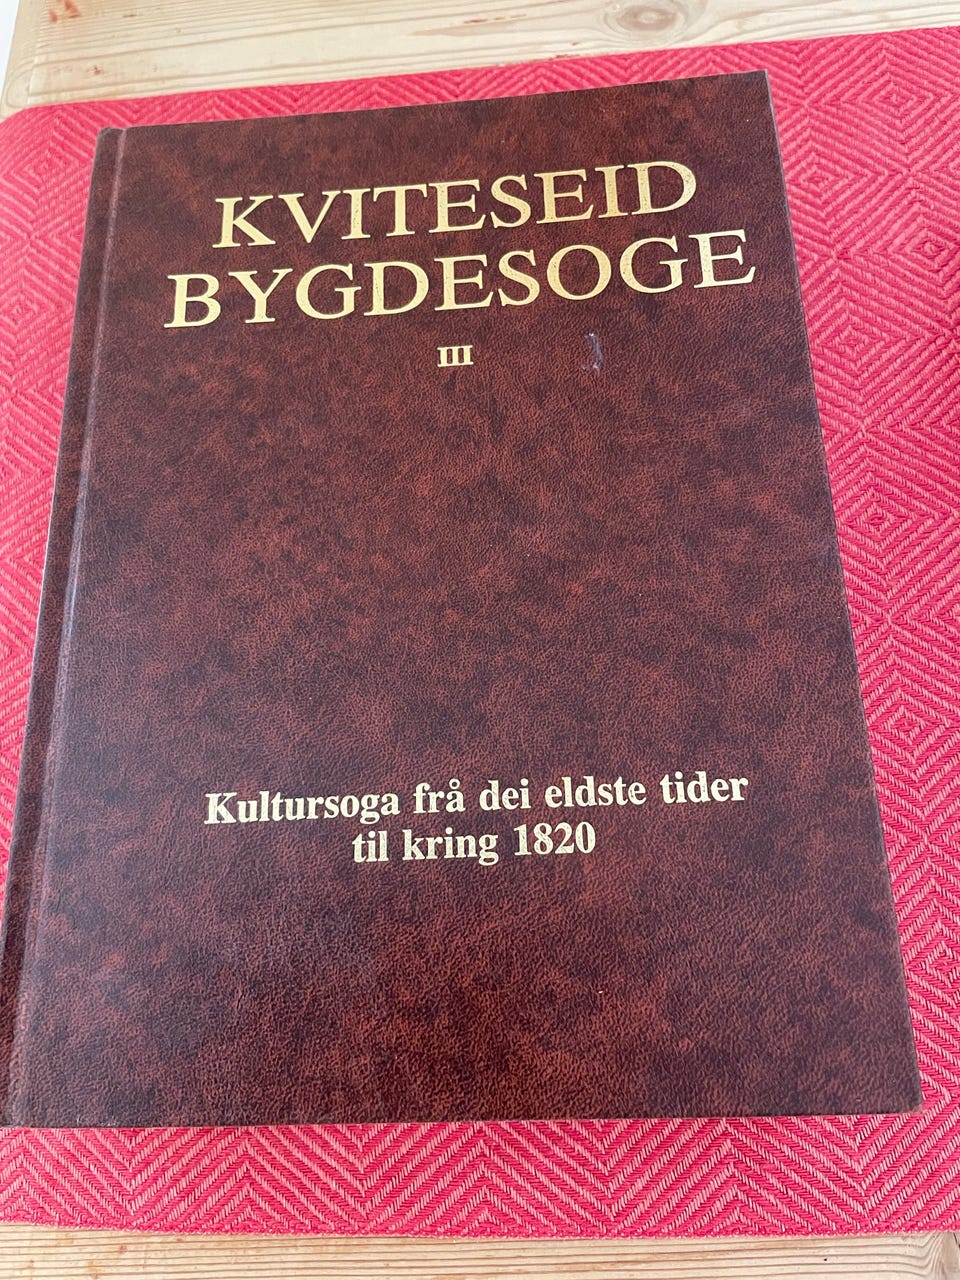 KVITESEID
BYGDESOGE
III
Kultursoga frå dei eldste tider
til kring 1820